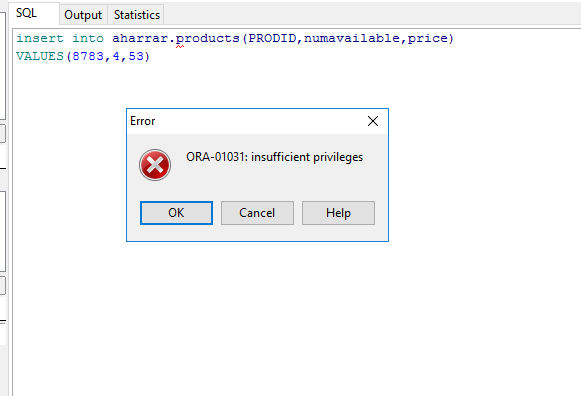 SQL Output Statistics
insert into aharrar.products(PRODID,numavailable,price)
VALUES(8783,4,53)
Error
ORA-01031: insufficient privileges
OK Cancel Help